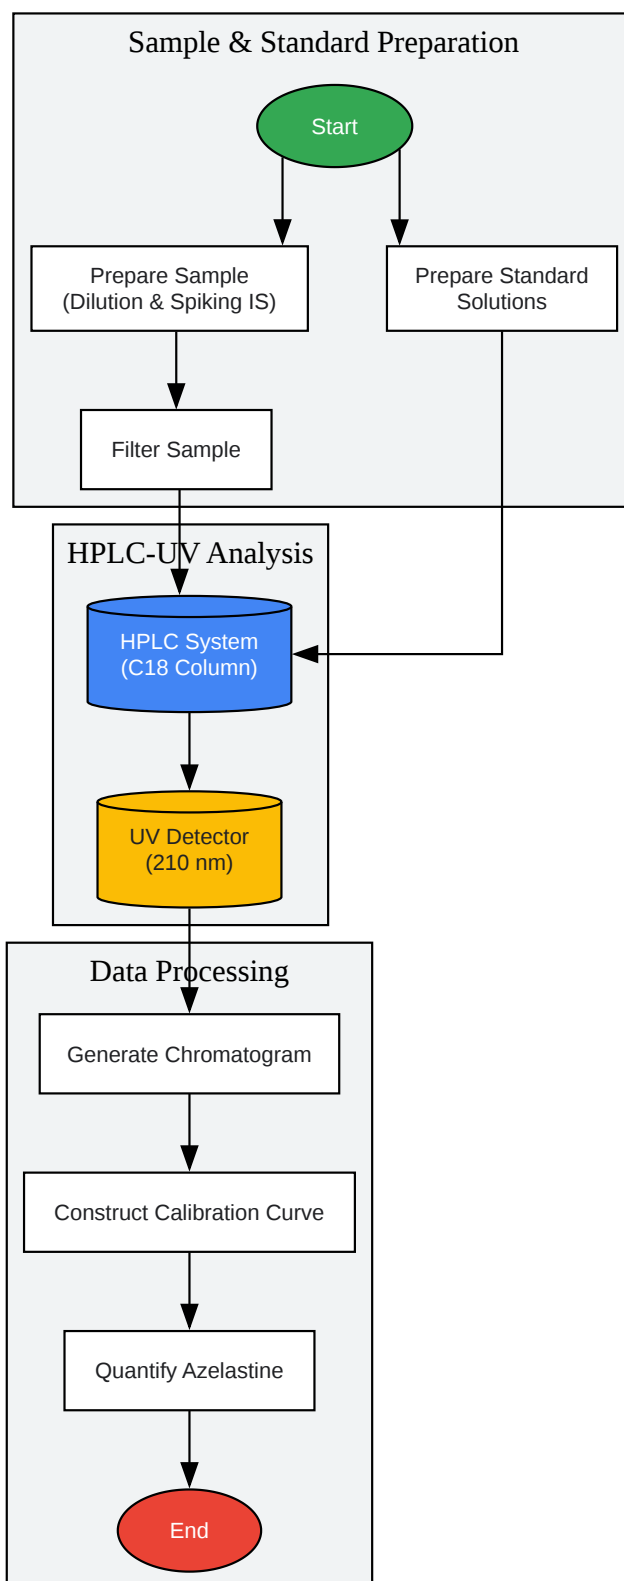 Sample & Standard Preparation
Start
Prepare Sample
(Dilution & Spiking IS)
Prepare Standard
Solutions
Filter Sample
HPLC-UV Analysis
HPLC System
(C18 Column)
UV Detector
(210 nm)
Data Processing
Generate Chromatogram
Construct Calibration Curve
Quantify Azelastine
End